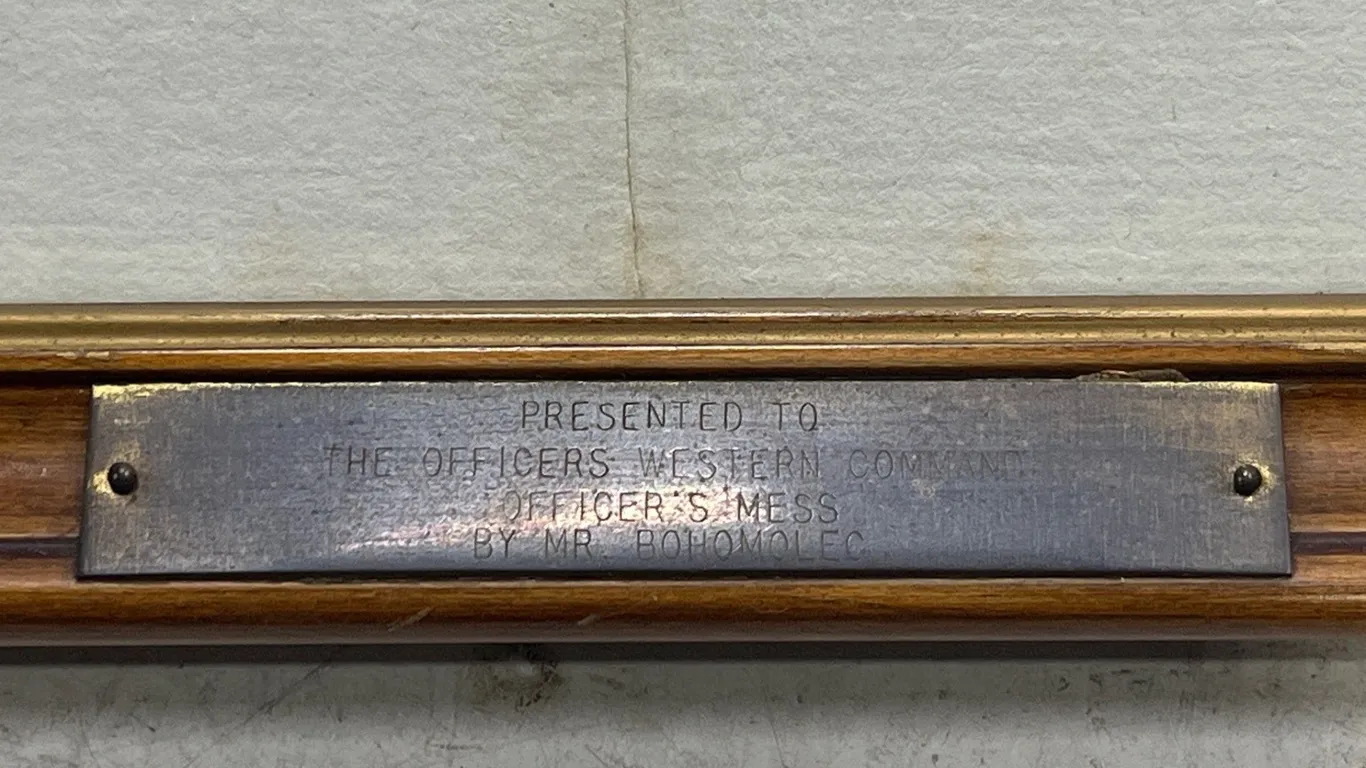 PRESENTED TO
THE OFFICERS WESTERN COMMAND
OFFICER'S MESS
BY MR. BOHOMOLEC